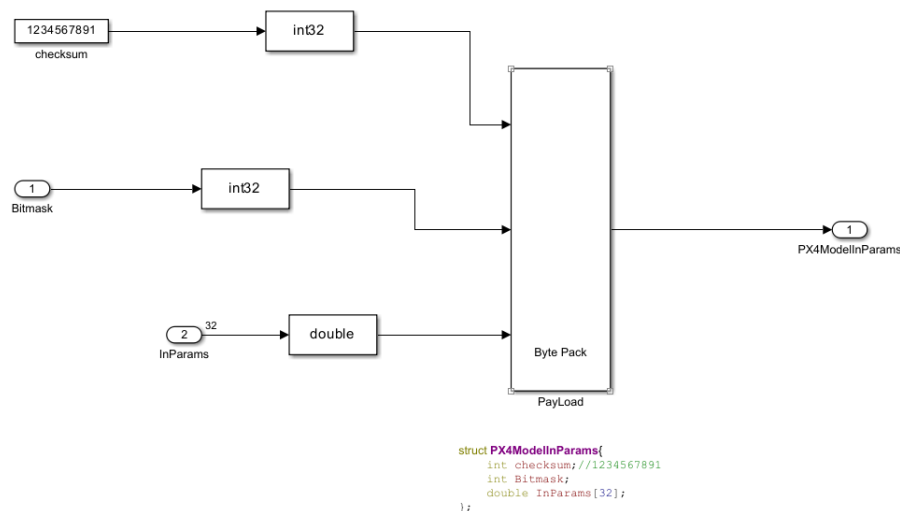 1234567891
checksum
int32
1
Bitmask
int32
2
32
InParams
double
Byte Pack
PayLoad
1
PX4ModelInParams
struct PX4ModelInParams{
int checksum;//1234567891
int Bitmask;
double InParams[32];
};